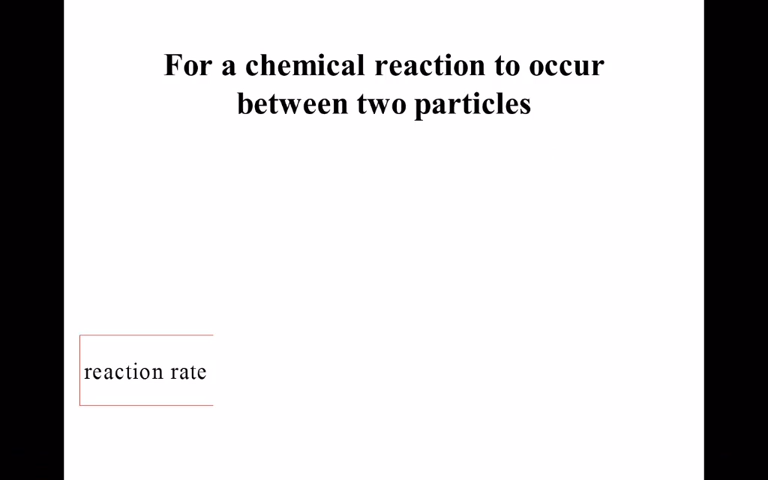 For a chemical reaction to occur
between two particles
reaction rate